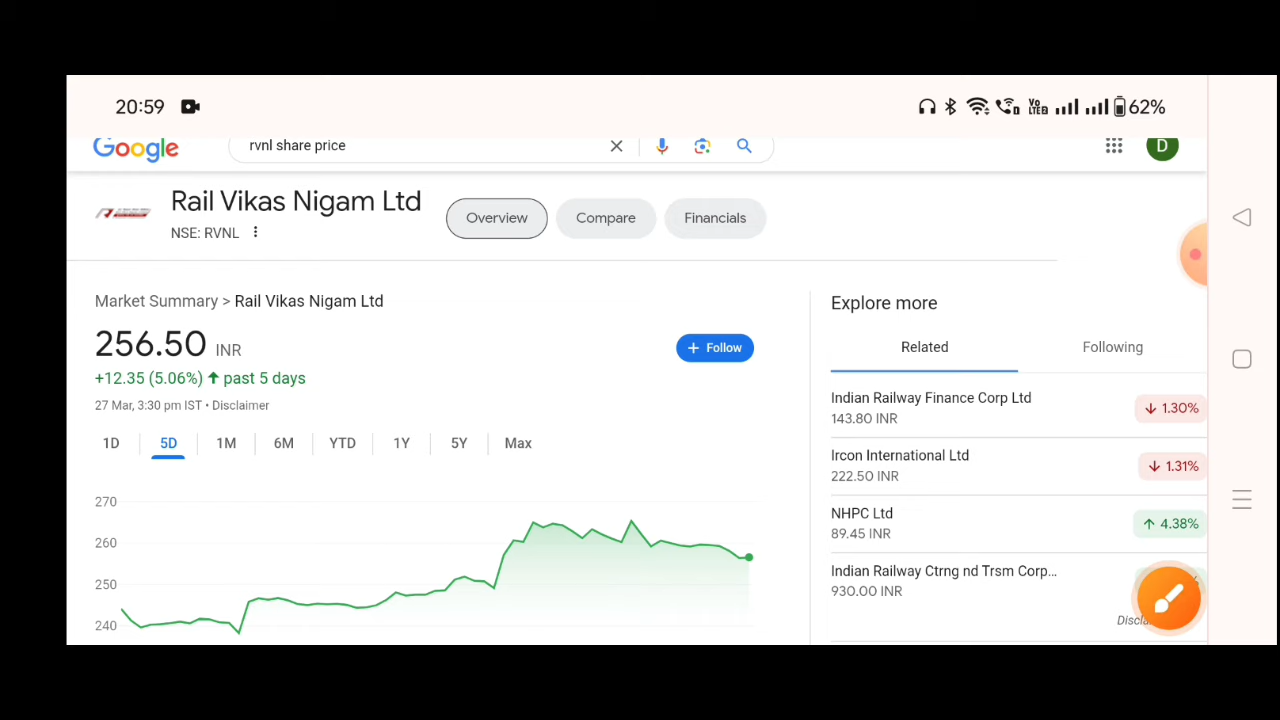 20:59
Vo LTE2
62%
Google
rvnl share price
D
Rail Vikas Nigam Ltd
NSE: RVNL
Overview
Compare
Financials
Market Summary > Rail Vikas Nigam Ltd
256.50 INR
Follow
+12.35 (5.06%) ↑ past 5 days
27 Mar, 3:30 pm IST • Disclaimer
1D 5D 1M 6M YTD 1Y 5Y Max
270
260
250
240
Explore more
Related
Following
Indian Railway Finance Corp Ltd
143.80 INR
↓ 1.30%
Ircon International Ltd
222.50 INR
↓ 1.31%
NHPC Ltd
89.45 INR
↑ 4.38%
Indian Railway Ctrng nd Trsm Corp...
930.00 INR